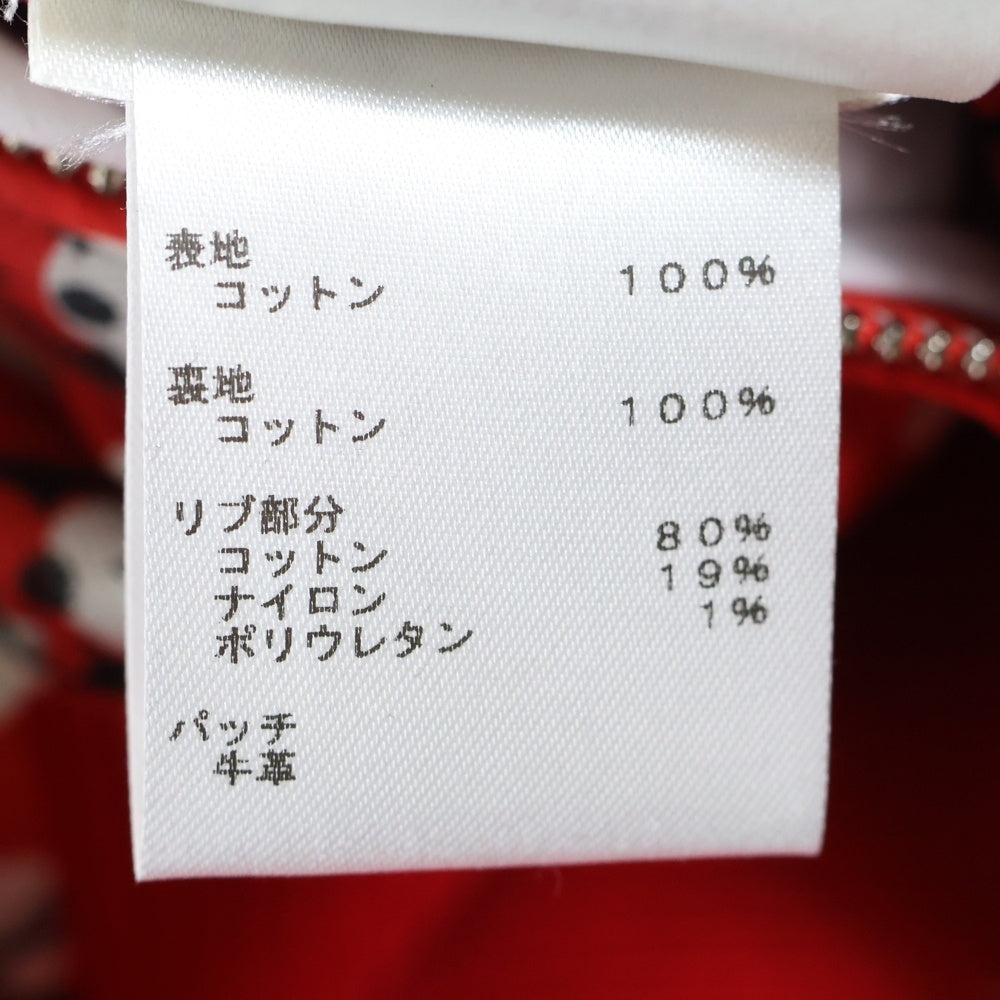 表地
コットン 100%
裏地
コットン 100%
リブ部分
コットン 80%
ナイロン 19%
ポリウレタン 1%
パッチ
牛革